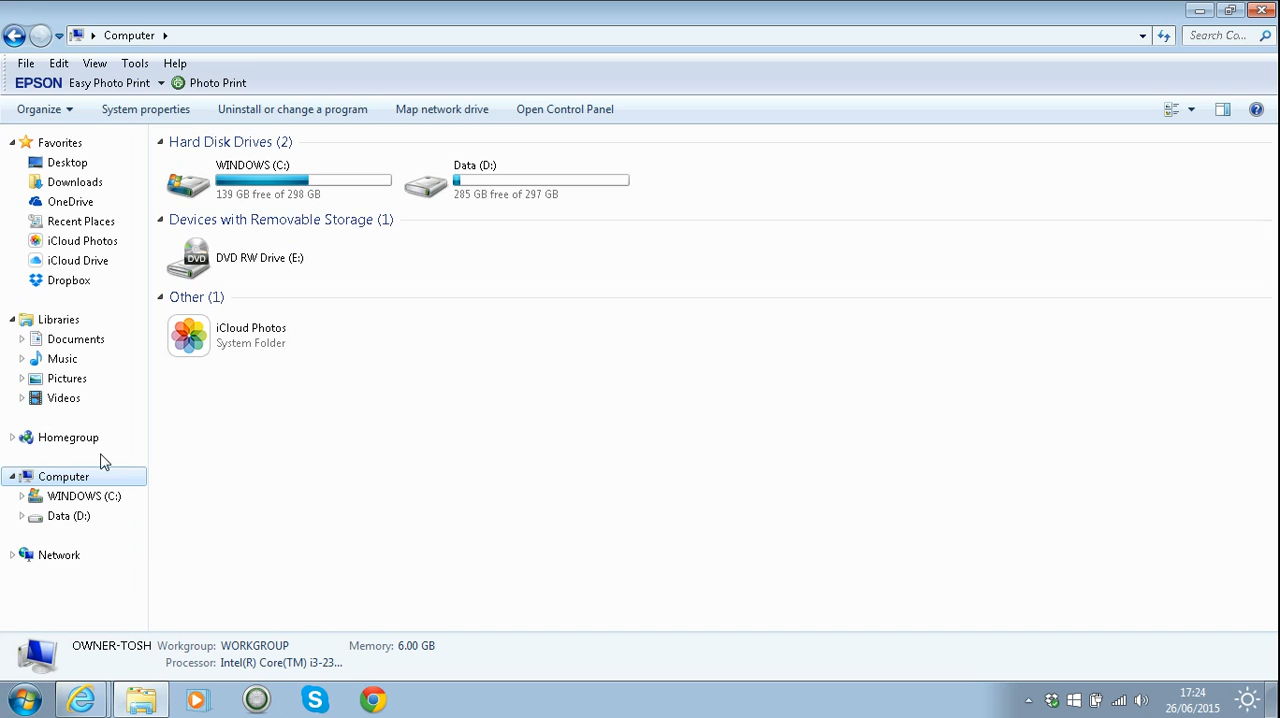 Computer
Search Co...
File Edit View Tools Help
EPSON Easy Photo Print Photo Print
Organize System properties Uninstall or change a program Map network drive Open Control Panel
Favorites
Desktop
Downloads
OneDrive
Recent Places
iCloud Photos
iCloud Drive
Dropbox
Libraries
Documents
Music
Pictures
Videos
Homegroup
Computer
WINDOWS (C:)
Data (D:)
Network
Hard Disk Drives (2)
WINDOWS (C:)
139 GB free of 298 GB
Data (D:)
285 GB free of 297 GB
Devices with Removable Storage (1)
DVD
DVD RW Drive (E:)
Other (1)
iCloud Photos
System Folder
OWNER-TOSH Workgroup: WORKGROUP Memory: 6.00 GB
Processor: Intel(R) Core(TM) i3-23...
17:24
26/06/2015